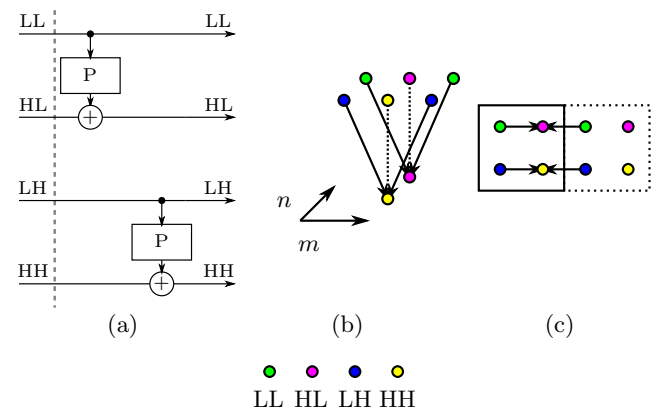 LL LL
P
HL + HL
LH LH
P
HH + HH
n
m
(a) (b) (c)
LL HL LH HH